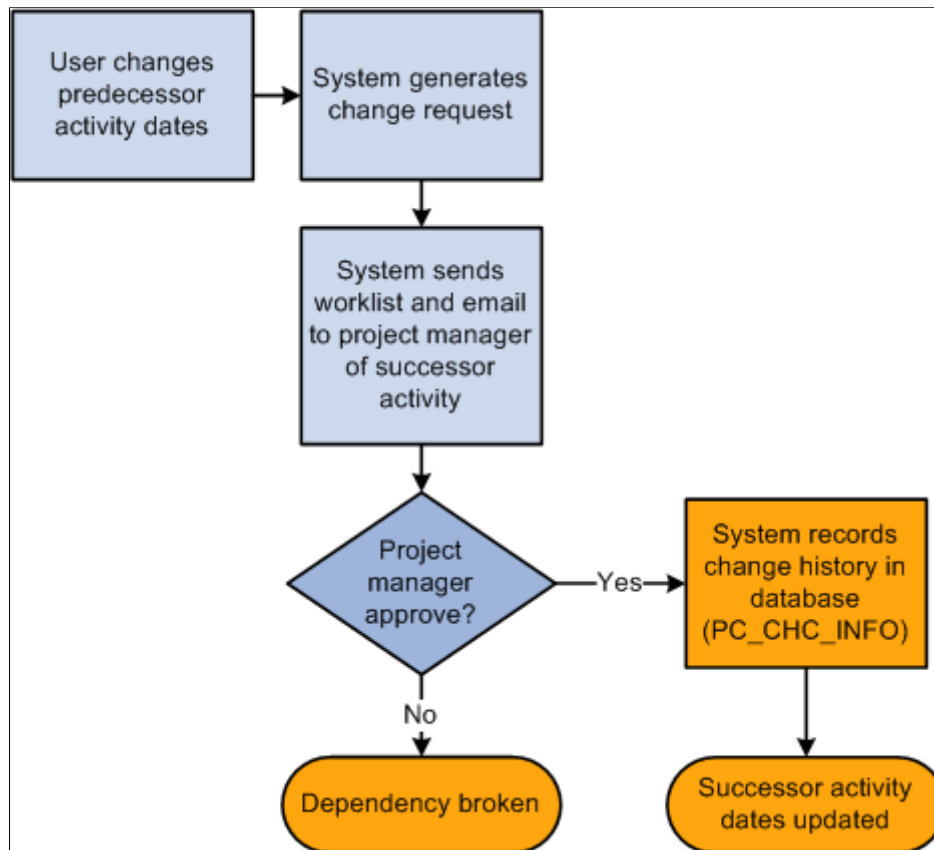 User changes
predecessor
activity dates
System generates
change request
System sends
worklist and email
to project manager
of successor
activity
Project
manager
approve?
Yes
System records
change history in
database
(PC_CHC_INFO)
No
Dependency broken
Successor activity
dates updated